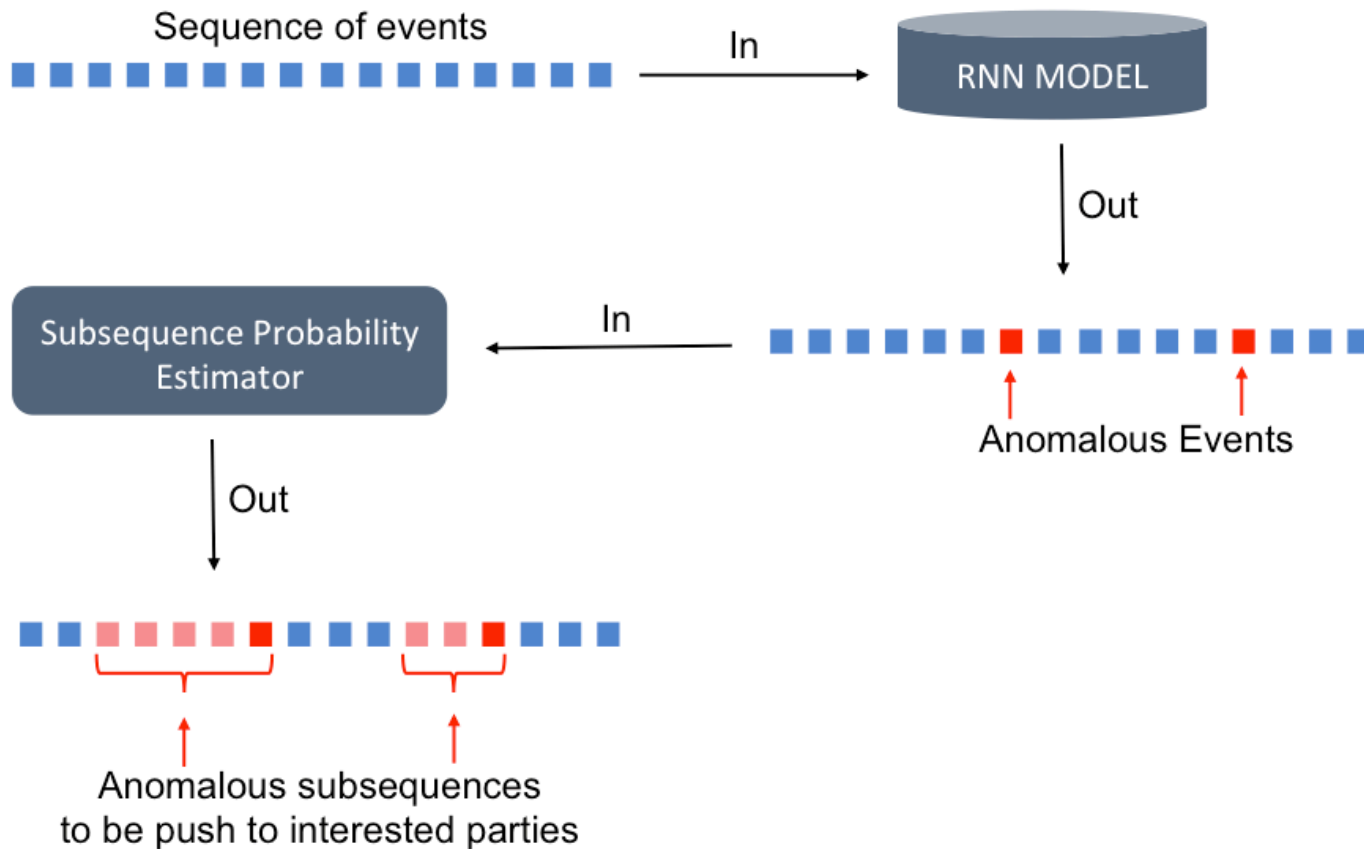 Sequence of events
In
RNN MODEL
Out
In
Subsequence Probability
Estimator
Anomalous Events
Out
Anomalous subsequences
to be push to interested parties